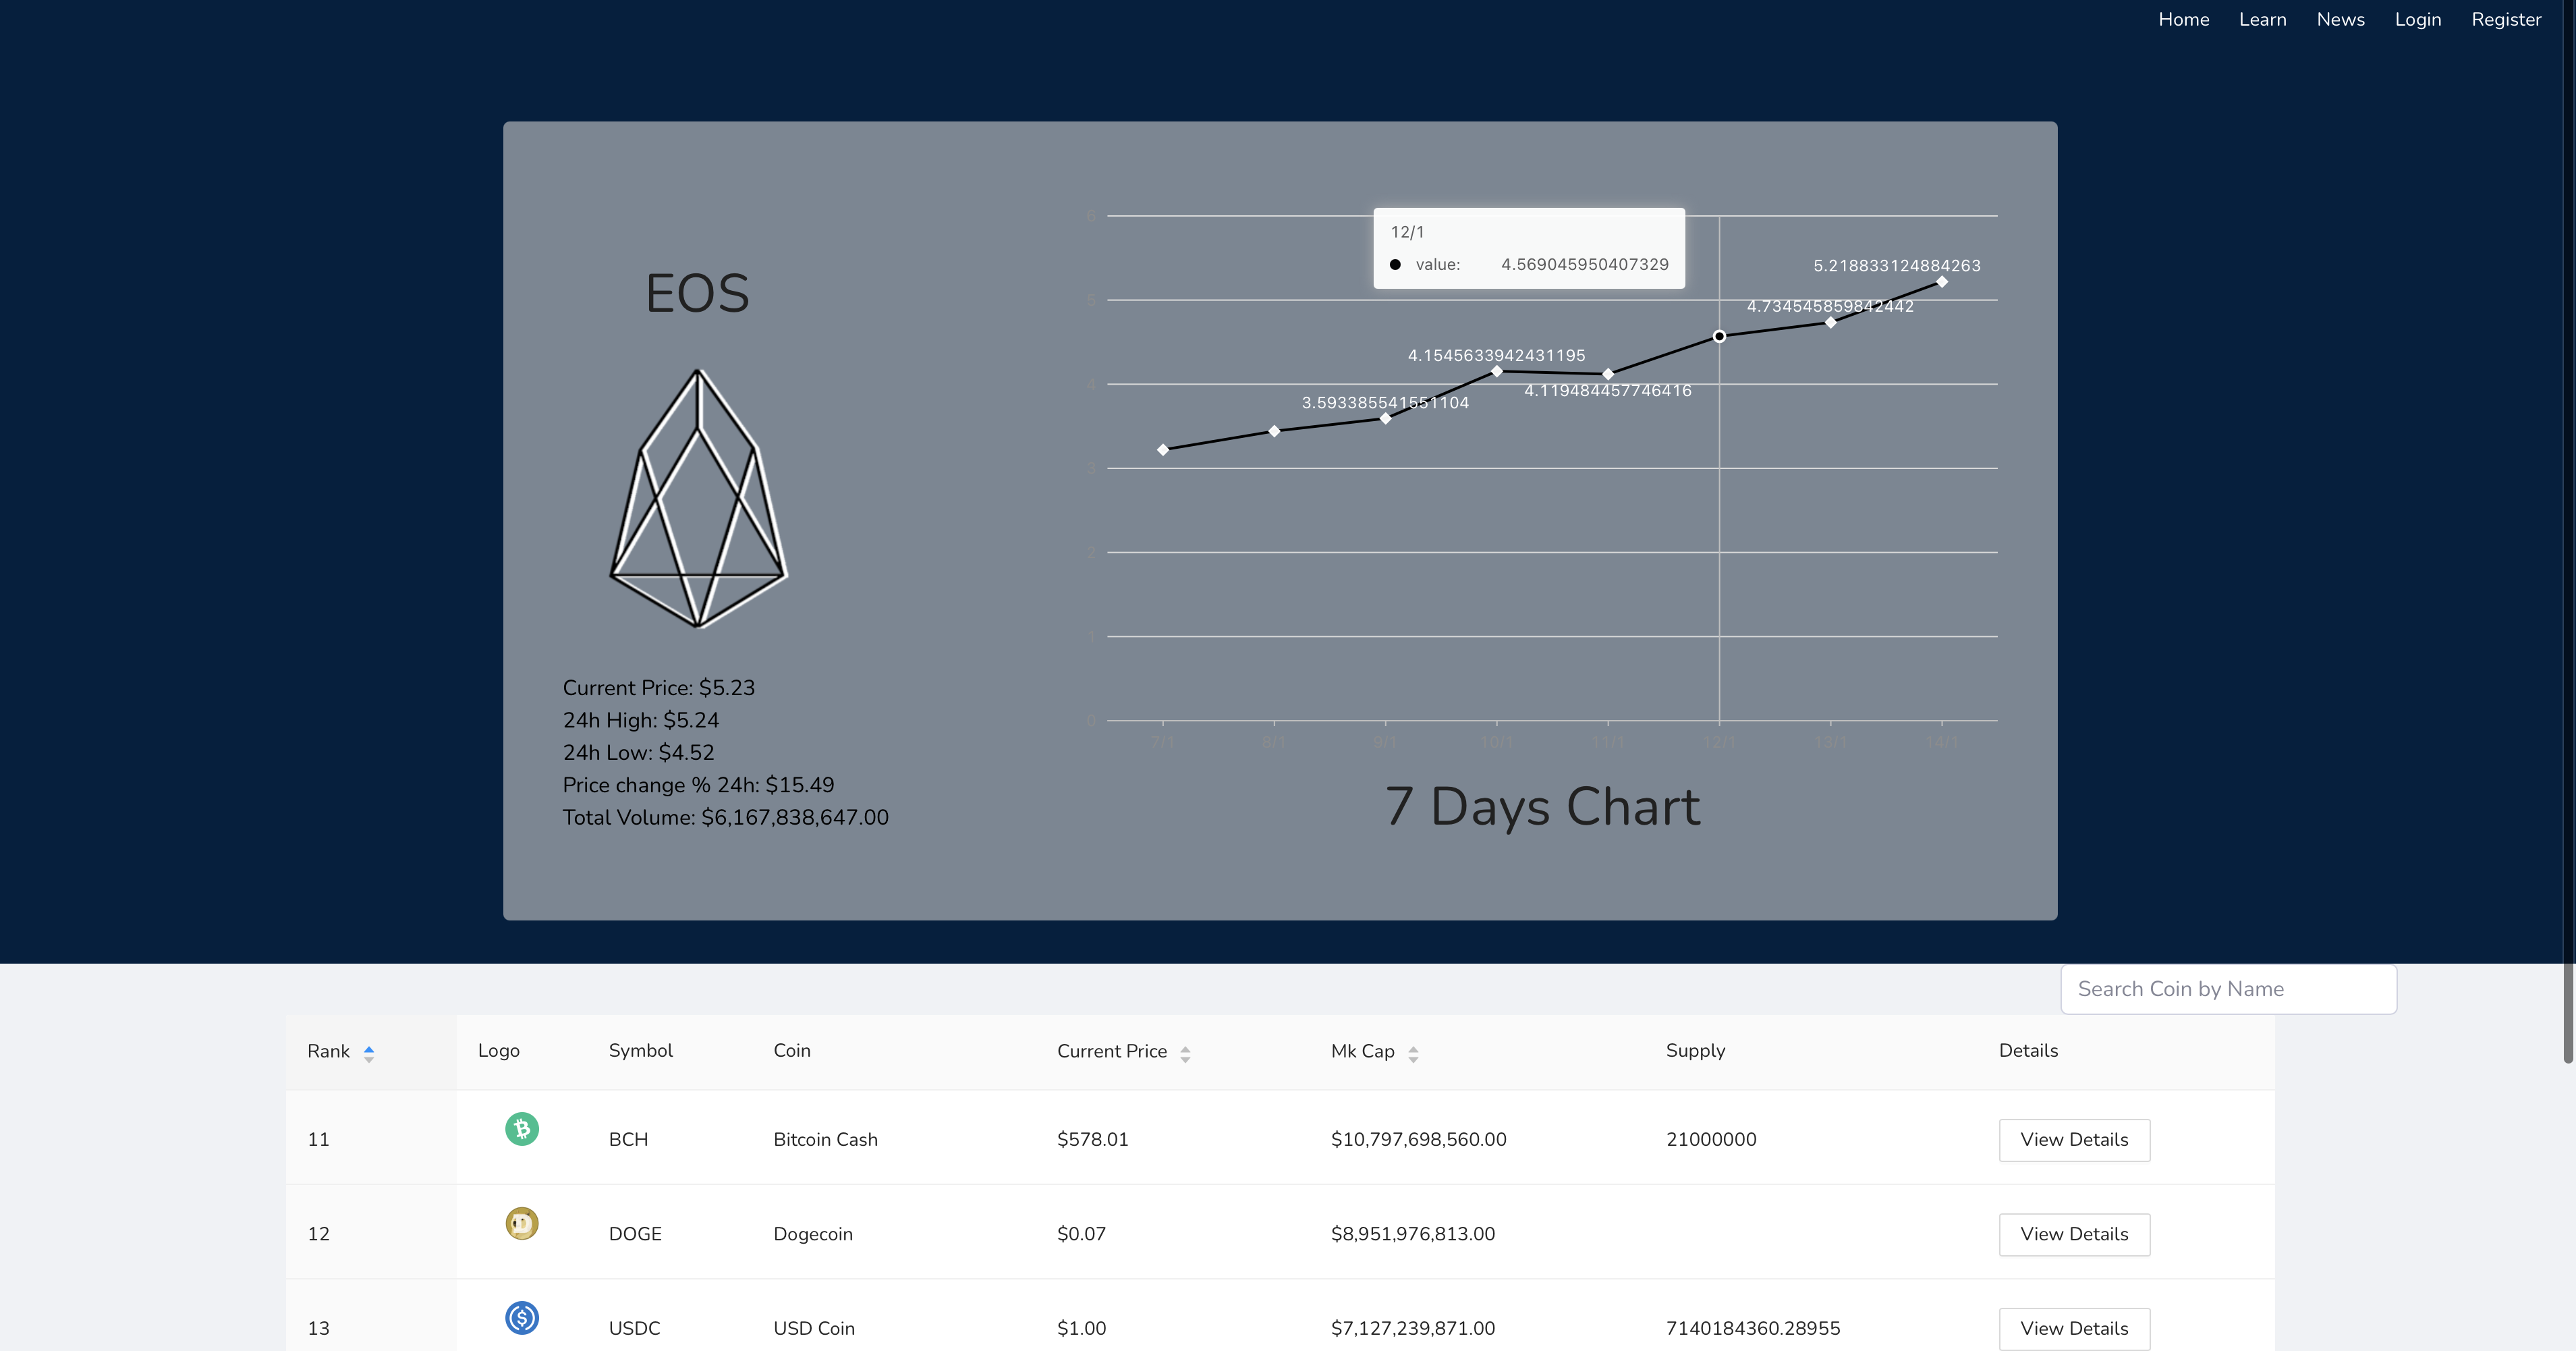 Home Learn News Login Register
EOS
Current Price: $5.23
24h High: $5.24
24h Low: $4.52
Price change % 24h: $15.49
Total Volume: $6,167,838,647.00
6
5
4
3
2
1
0
12/1
value: 4.569045950407329
5.218833124884263
4.734545859842442
4.1545633942431195
4.119484457746416
3.593385541551104
7/1 8/1 9/1 10/1 11/1 12/1 13/1 14/1
7 Days Chart
Search Coin by Name
Rank Logo Symbol Coin Current Price Mk Cap Supply Details
11 BCH Bitcoin Cash $578.01 $10,797,698,560.00 21000000 View Details
12 DOGE Dogecoin $0.07 $8,951,976,813.00 View Details
13 USDC USD Coin $1.00 $7,127,239,871.00 7140184360.28955 View Details